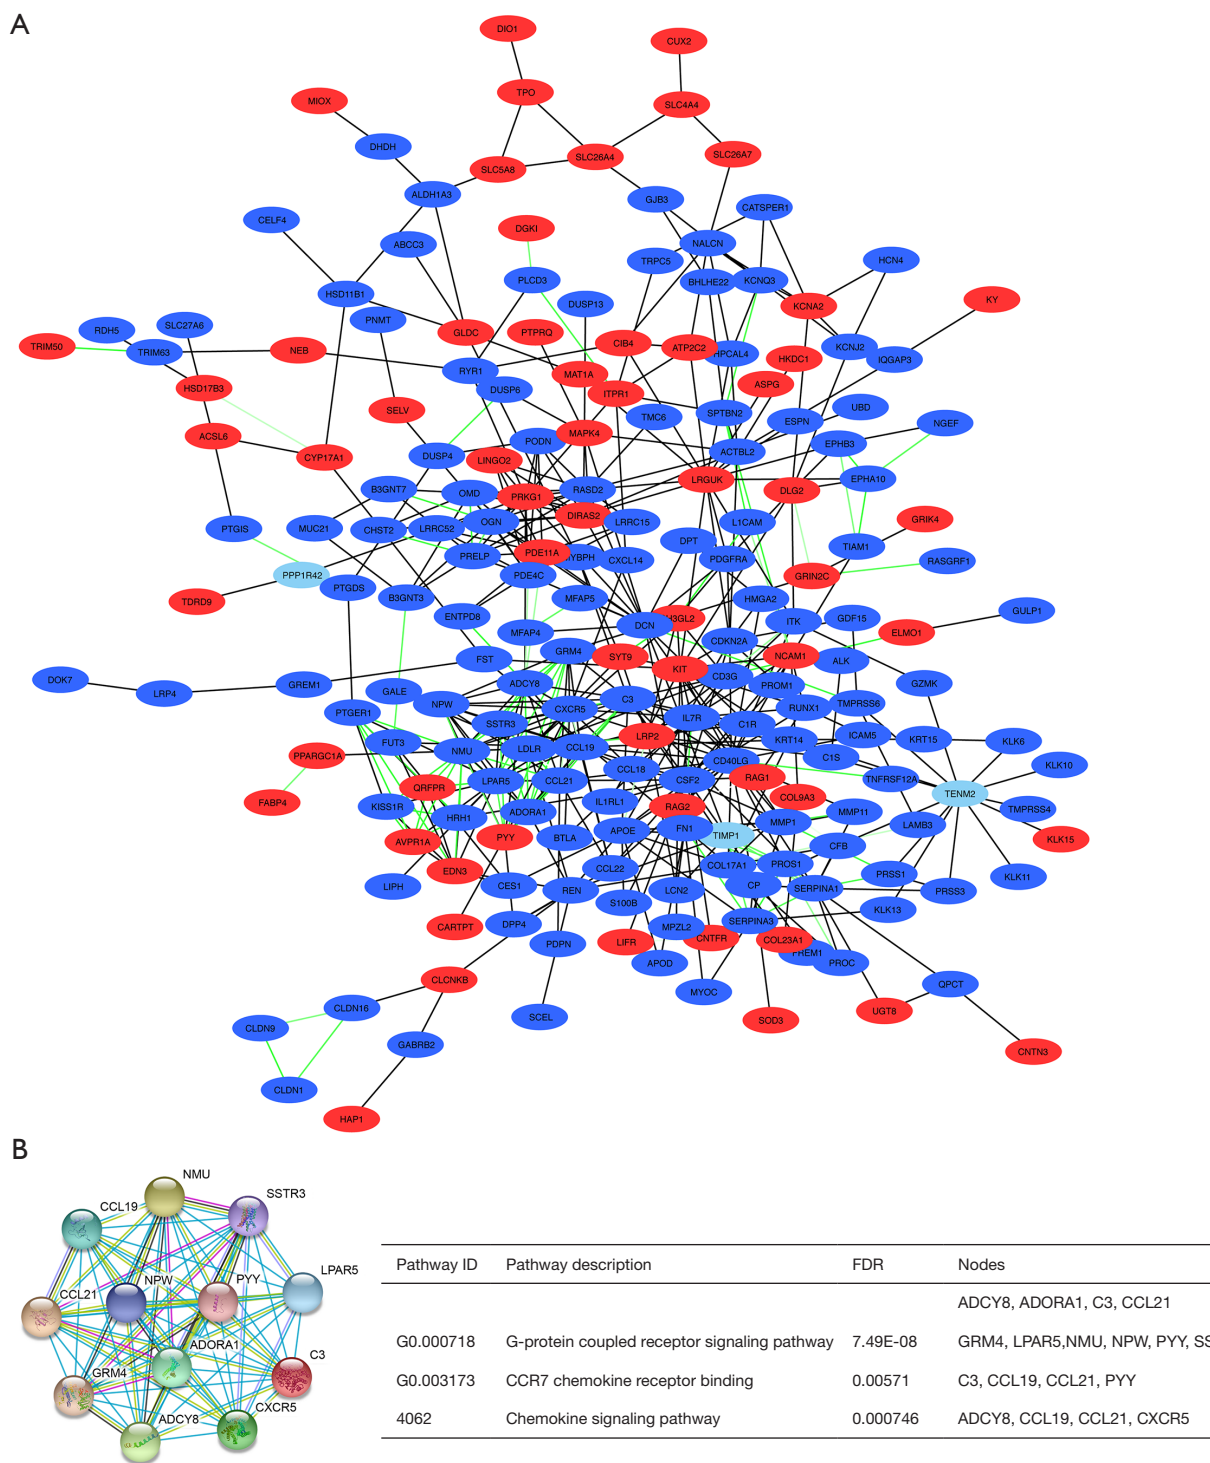 A
DIO1
CUX2
TPO
MIOX
SLC4A4
DHDH
SLC5A8
SLC26A4
SLC26A7
ALDH1A3
GJB3
CATSPER1
CELF4
DGKI
ABCC3
NALCN
TRPC5
HCN4
PLCD3
BHLHE22
KCNQ3
HSD11B1
DUSP13
KCNA2
KY
PNMT
RDH5
SLC27A6
GLDC
PTPRQ
TRIM50
TRIM63
NEB
CIB4
ATP2C2
HPCAL4
HKDC1
KCNJ2
IQGAP3
RYR1
MAT1A
HSD17B3
DUSP6
ITPR1
ASPG
SELV
TMC6
SPTBN2
ESPN
UBD
ACSL6
MAPK4
NGEF
CYP17A1
DUSP4
PODN
ACTBL2
EPHB3
LINGO2
B3GNT7
OMD
PRKG1
RASD2
LRGUK
DLG2
EPHA10
PTGIS
MUC21
CHST2
LRRC52
OGN
DIRAS2
LRRC15
L1CAM
GRIK4
PRELP
PDE11A
MYBPH
CXCL14
DPT
PDGFRA
TIAM1
RASGRF1
PPP1R42
PTGDS
PDE4C
GRIN2C
TDRD9
B3GNT3
MFAP5
HMGA2
ENTPD8
DCN
SH3GL2
ITK
GDF15
GULP1
MFAP4
CDKN2A
ELMO1
FST
GRM4
SYT9
KIT
NCAM1
ALK
DOK7
LRP4
GREM1
GALE
ADCY8
CD3G
PROM1
GZMK
PTGER1
NPW
CXCR5
C3
RUNX1
TMPRSS6
SSTR3
IL7R
C1R
FUT3
NMU
LDLR
CCL19
LRP2
KRT14
ICAM5
KRT15
KLK6
PPARGC1A
CCL18
CD40LG
C1S
KLK10
QRFPR
LPAR5
CCL21
CSF2
RAG1
TNFRSF12A
FABP4
KISS1R
IL1RL1
RAG2
COL9A3
TENM2
HRH1
ADORA1
MMP1
MMP11
TMPRSS4
AVPR1A
PYY
BTLA
APOE
FN1
TIMP1
LAMB3
KLK15
EDN3
CCL22
COL17A1
PROS1
CFB
LIPH
CES1
REN
CP
SERPINA1
PRSS1
PRSS3
KLK11
S100B
LCN2
CARTPT
DPP4
SERPINA3
KLK13
PDPN
LIFR
MPZL2
CNTFR
COL23A1
APOD
FREM1
PROC
CLCNKB
MYOC
QPCT
CLDN16
SCEL
SOD3
UGT8
CLDN9
GABRB2
CNTN3
CLDN1
HAP1
B
NMU
SSTR3
CCL19
LPAR5
NPW
PYY
CCL21
ADORA1
C3
GRM4
CXCR5
ADCY8
Pathway ID Pathway description FDR Nodes
ADCY8, ADORA1, C3, CCL21
G0.000718 G-protein coupled receptor signaling pathway 7.49E-08 GRM4, LPAR5,NMU, NPW, PYY, SS
G0.003173 CCR7 chemokine receptor binding 0.00571 C3, CCL19, CCL21, PYY
4062 Chemokine signaling pathway 0.000746 ADCY8, CCL19, CCL21, CXCR5